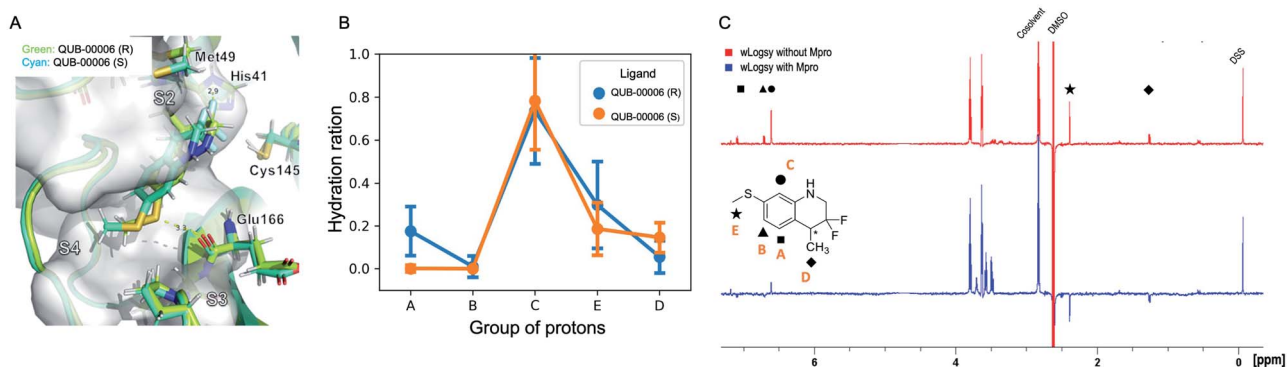 A
Green: QUB-00006 (R)
Cyan: QUB-00006 (S)
Met49
His41
2,9
S2
Cys145
Glu166
3.3
S4
S3
B
Hydration ration
1.0
0.8
0.6
0.4
0.2
0.0
Ligand
QUB-00006 (R)
QUB-00006 (S)
A B C E D
Group of protons
C
wLogsy without Mpro
wLogsy with Mpro
Cosolvent
DMSO
DSS
C
H
N
S
F
F
*
CH3
E
B
A
D
6 4 2 0 [ppm]